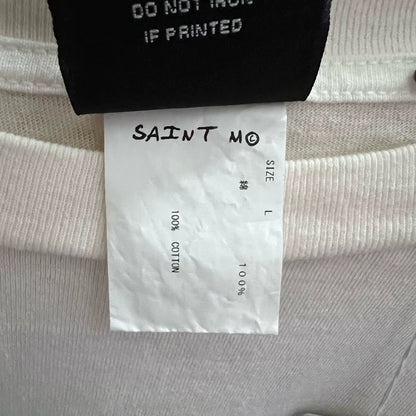 DO NOT IRON
IF PRINTED
SAINT M©
SIZE L
綿 100%
100% COTTON